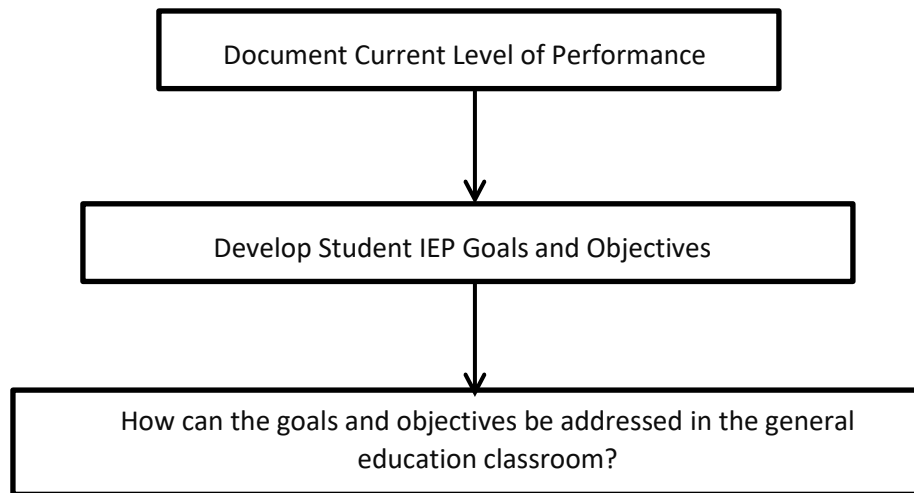 Document Current Level of Performance
Develop Student IEP Goals and Objectives
How can the goals and objectives be addressed in the general
education classroom?